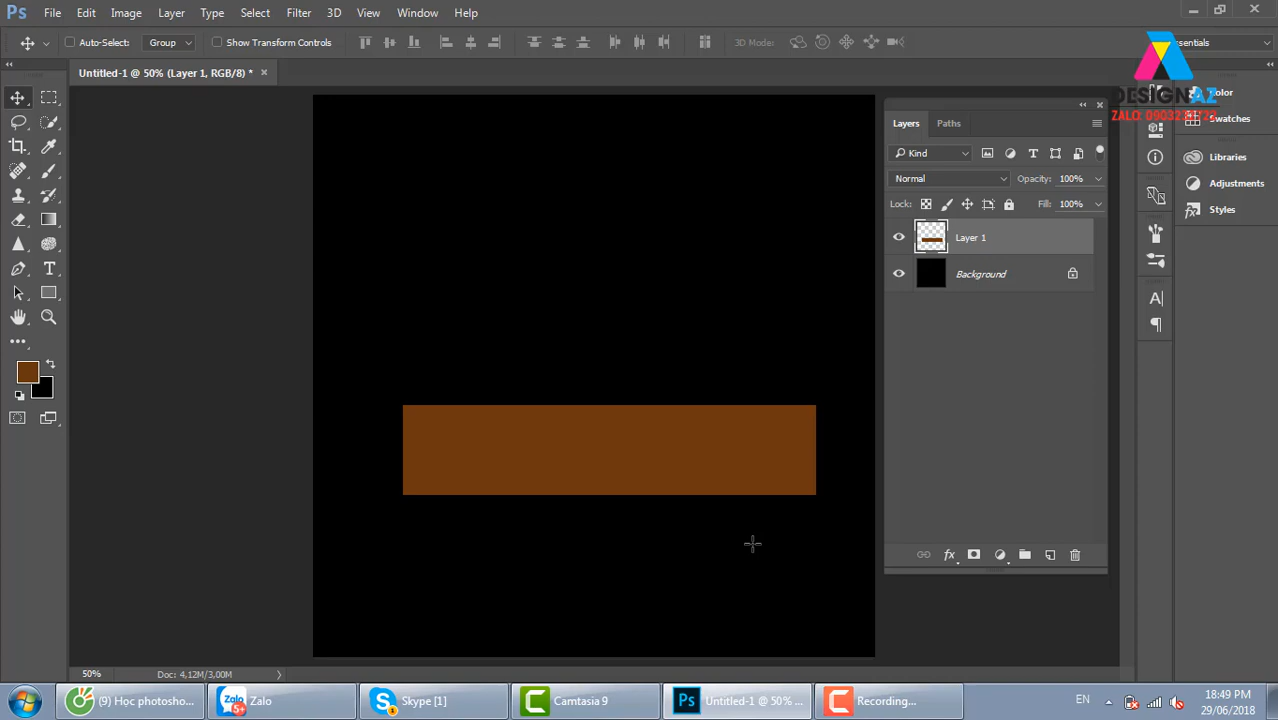 Ps File Edit Image Layer Type Select Filter 3D View Window Help
Auto-Select: Group Show Transform Controls 3D Mode:
Untitled-1 @ 50% (Layer 1, RGB/8) *
DESIGNAZ
Layers Paths
Kind
Normal Opacity: 100%
Lock: Fill: 100%
Layer 1
Background
Color
Swatches
Libraries
Adjustments
Styles
50% Doc: 4,12M/3,00M
(9) Học photosho...
Zalo
Skype [1]
Camtasia 9
Untitled-1 @ 50% ...
Recording...
EN
18:49 PM
29/06/2018